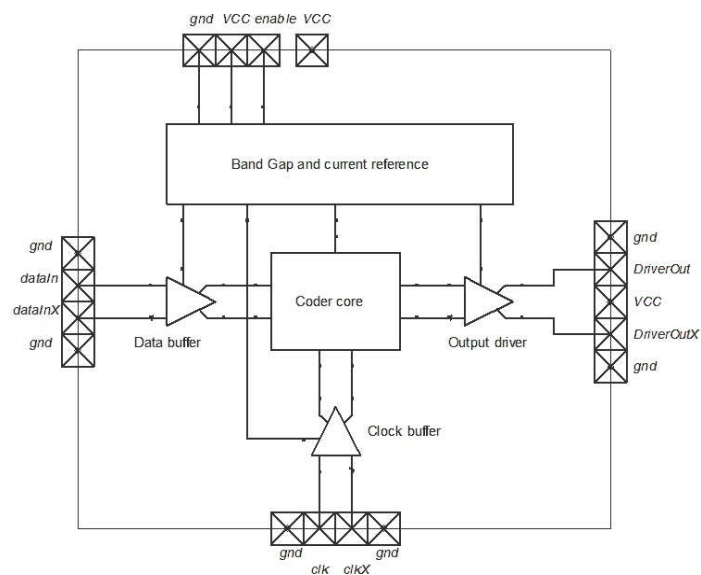 gnd VCC enable VCC
Band Gap and current reference
gnd
dataIn
dataInX
gnd
Data buffer
Coder core
Output driver
gnd
DriverOut
VCC
DriverOutX
gnd
Clock buffer
gnd clk clkX gnd